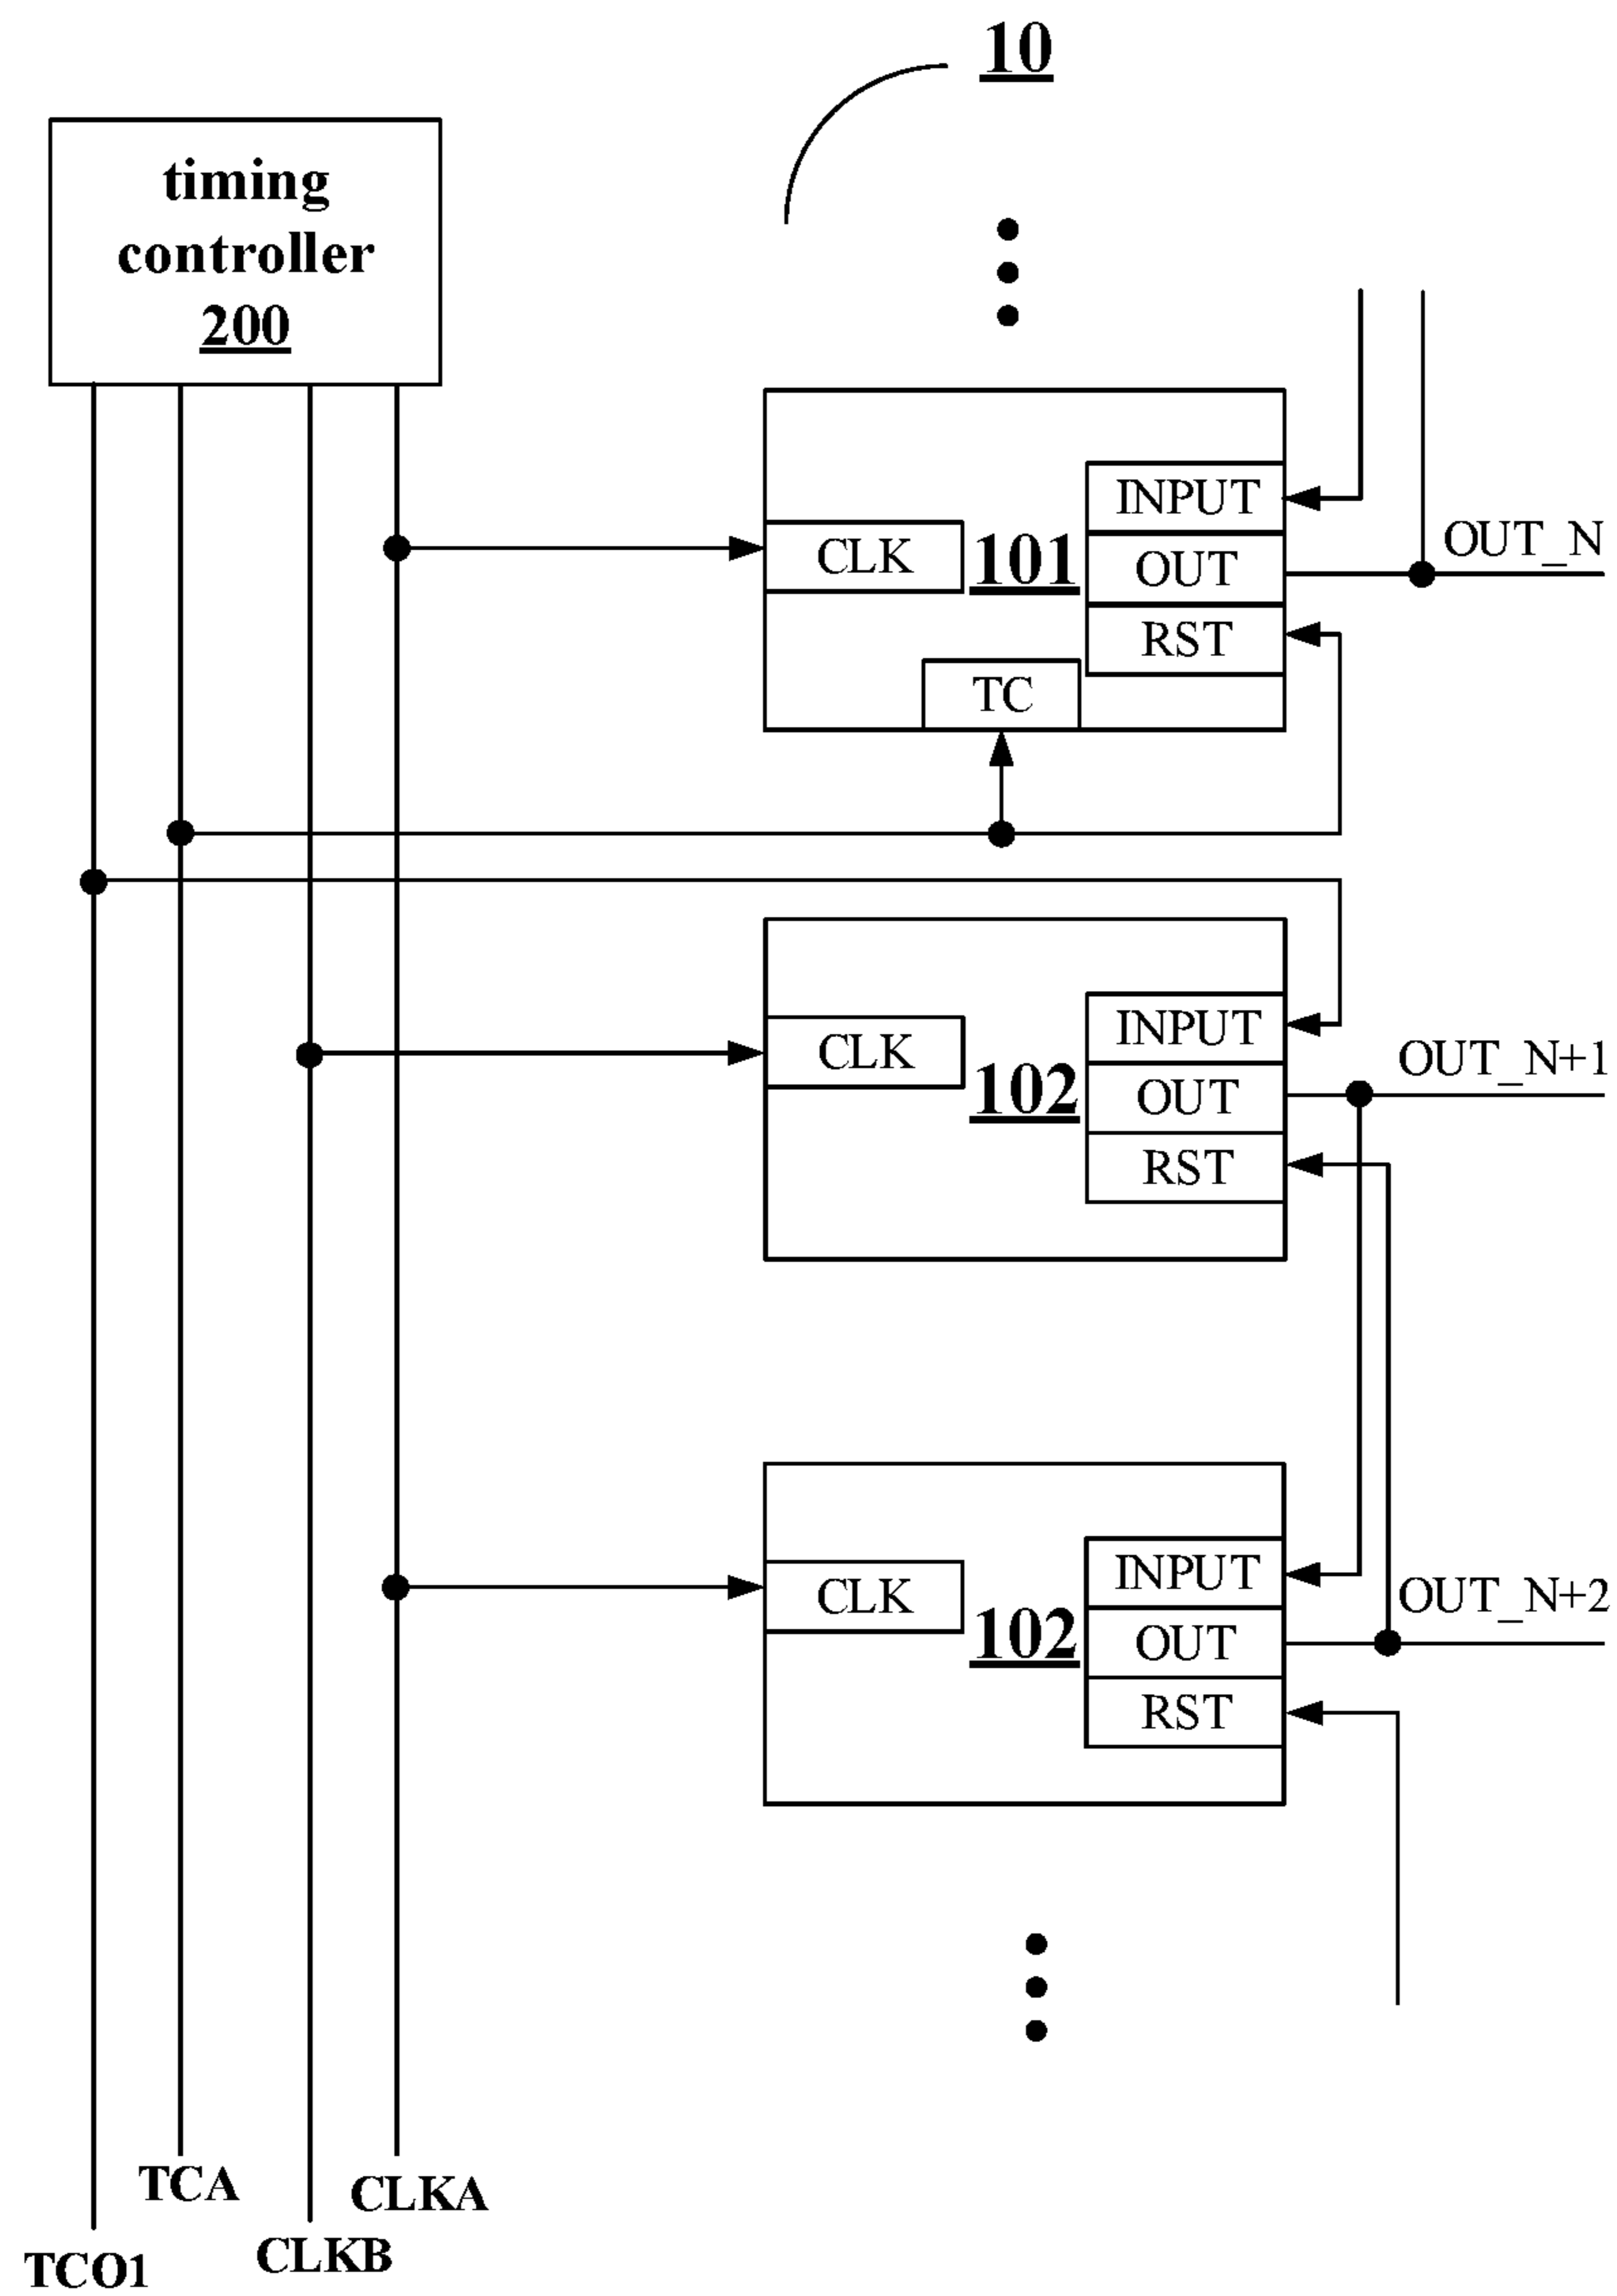 10
timing
controller
200
INPUT
CLK
101
OUT
OUT_N
RST
TC
INPUT
CLK
102
OUT
OUT_N+1
RST
INPUT
CLK
102
OUT
OUT_N+2
RST
TCA
CLKA
TCO1
CLKB